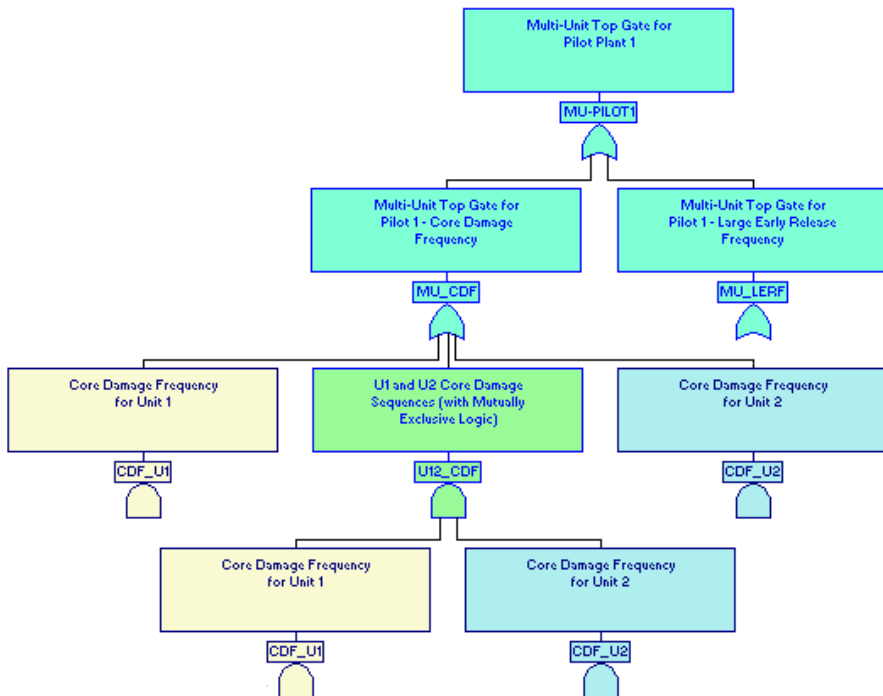 Multi-Unit Top Gate for
Pilot Plant 1
MU-PILOT1
Multi-Unit Top Gate for
Pilot 1 - Core Damage
Frequency
MU_CDF
Multi-Unit Top Gate for
Pilot 1 - Large Early Release
Frequency
MU_LERF
Core Damage Frequency
for Unit 1
CDF_U1
U1 and U2 Core Damage
Sequences (with Mutually
Exclusive Logic)
U12_CDF
Core Damage Frequency
for Unit 2
CDF_U2
Core Damage Frequency
for Unit 1
CDF_U1
Core Damage Frequency
for Unit 2
CDF_U2